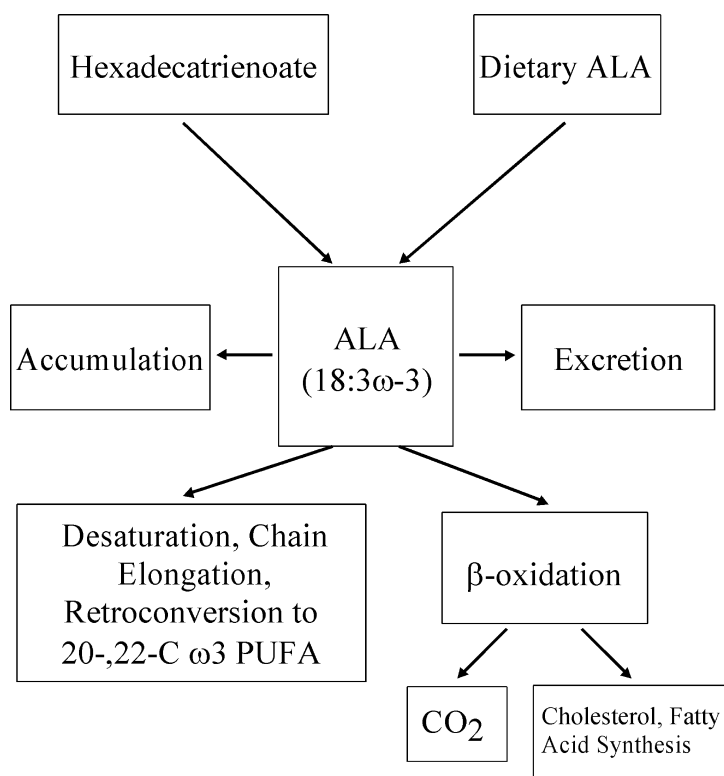 Hexadecatrienoate
Dietary ALA
ALA
(18:3ω-3)
Accumulation
Excretion
Desaturation, Chain
Elongation,
Retroconversion to
20-,22-C ω3 PUFA
β-oxidation
CO2
Cholesterol, Fatty
Acid Synthesis